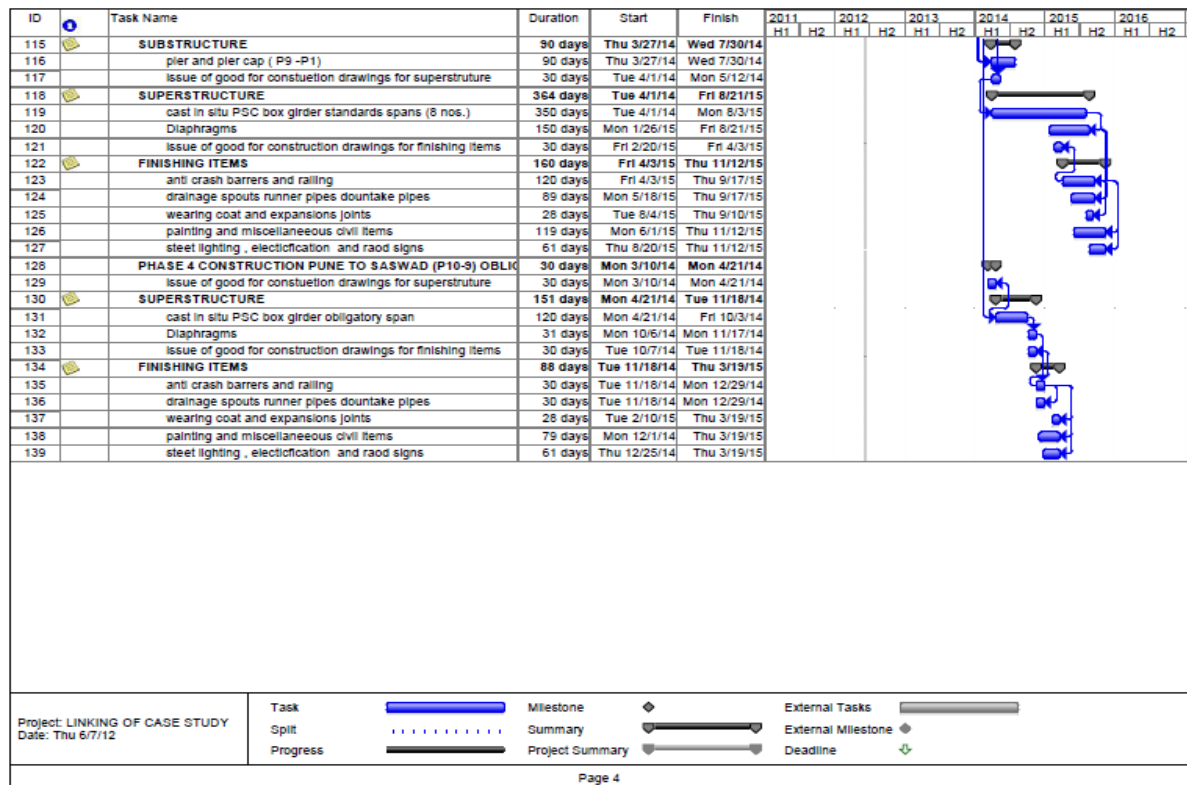 ID Task Name Duration Start Finish 2011 2012 2013 2014 2015 2016
H1 H2 H1 H2 H1 H2 H1 H2 H1 H2 H1 H2
115 SUBSTRUCTURE 90 days Thu 3/27/14 Wed 7/30/14
116 pier and pier cap ( P9 -P1) 90 days Thu 3/27/14 Wed 7/30/14
117 issue of good for constuetion drawings for superstruture 30 days Tue 4/1/14 Mon 5/12/14
118 SUPERSTRUCTURE 364 days Tue 4/1/14 Fri 8/21/15
119 cast in situ PSC box girder standards spans (8 nos.) 350 days Tue 4/1/14 Mon 8/3/15
120 Diaphragms 150 days Mon 1/26/15 Fri 8/21/15
121 issue of good for construction drawings for finishing items 30 days Fri 2/20/15 Fri 4/3/15
122 FINISHING ITEMS 160 days Fri 4/3/15 Thu 11/12/15
123 anti crash barrers and railing 120 days Fri 4/3/15 Thu 9/17/15
124 drainage spouts runner pipes dountake pipes 89 days Mon 5/18/15 Thu 9/17/15
125 wearing coat and expansions joints 28 days Tue 8/4/15 Thu 9/10/15
126 painting and miscellaneeous civil items 119 days Mon 6/1/15 Thu 11/12/15
127 steet lighting , electicfication and raod signs 61 days Thu 8/20/15 Thu 11/12/15
128 PHASE 4 CONSTRUCTION PUNE TO SASWAD (P10-9) OBLIC 30 days Mon 3/10/14 Mon 4/21/14
129 issue of good for constuetion drawings for superstruture 30 days Mon 3/10/14 Mon 4/21/14
130 SUPERSTRUCTURE 151 days Mon 4/21/14 Tue 11/18/14
131 cast in situ PSC box girder obligatory span 120 days Mon 4/21/14 Fri 10/3/14
132 Diaphragms 31 days Mon 10/6/14 Mon 11/17/14
133 issue of good for construction drawings for finishing items 30 days Tue 10/7/14 Tue 11/18/14
134 FINISHING ITEMS 88 days Tue 11/18/14 Thu 3/19/15
135 anti crash barrers and railing 30 days Tue 11/18/14 Mon 12/29/14
136 drainage spouts runner pipes dountake pipes 30 days Tue 11/18/14 Mon 12/29/14
137 wearing coat and expansions joints 28 days Tue 2/10/15 Thu 3/19/15
138 painting and miscellaneeous civil items 79 days Mon 12/1/14 Thu 3/19/15
139 steet lighting , electicfication and raod signs 61 days Thu 12/25/14 Thu 3/19/15
Project: LINKING OF CASE STUDY
Date: Thu 6/7/12
Task Milestone External Tasks
Split Summary External Milestone
Progress Project Summary Deadline
Page 4